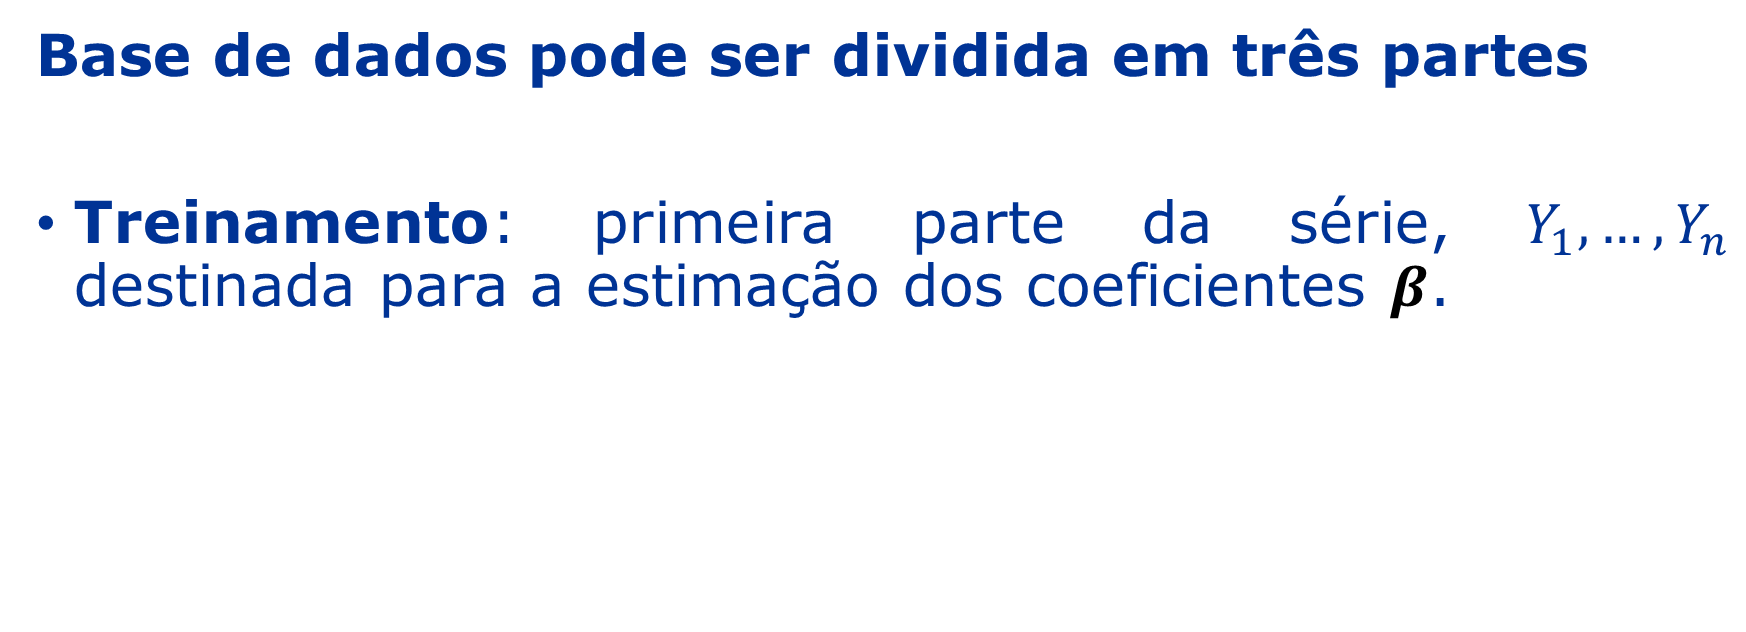 Base de dados pode ser dividida em três partes
• Treinamento: primeira parte da série, Y₁, … , Yₙ
destinada para a estimação dos coeficientes β.